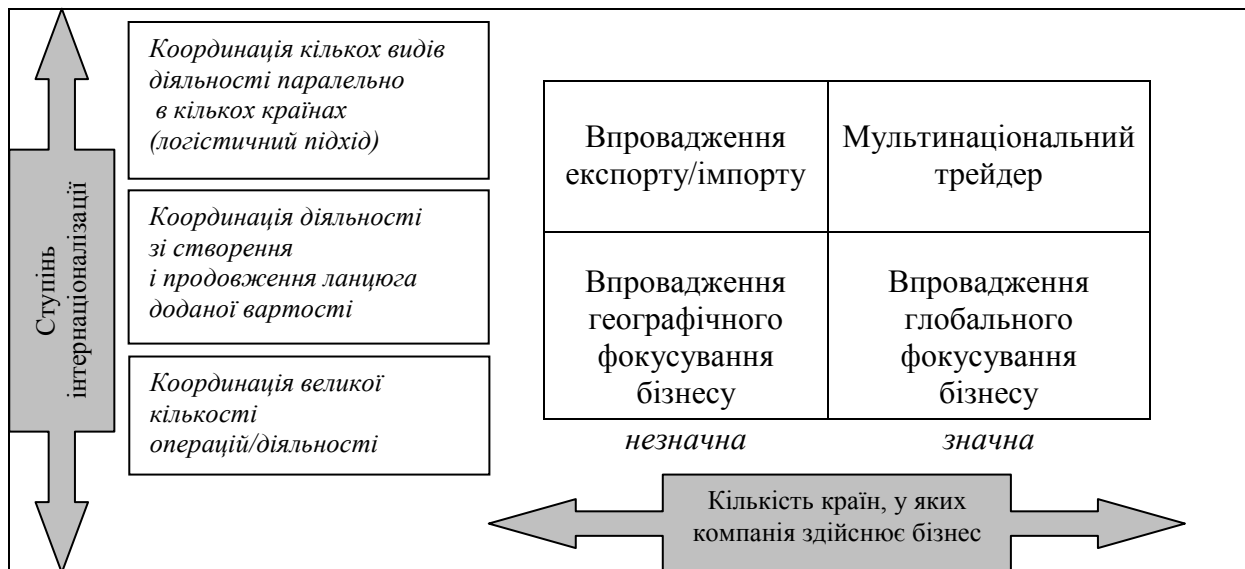 Ступінь
інтернаціоналізації
Координація кількох видів
діяльності паралельно
в кількох країнах
(логістичний підхід)
Координація діяльності
зі створення
і продовження ланцюга
доданої вартості
Координація великої
кількості
операцій/діяльності
Впровадження
експорту/імпорту
Мультинаціональний
трейдер
Впровадження
географічного
фокусування
бізнесу
Впровадження
глобального
фокусування
бізнесу
незначна
значна
Кількість країн, у яких
компанія здійснює бізнес